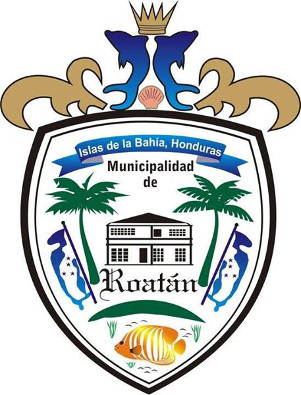 Islas de la Bahía, Honduras
Municipalidad
de
Roatán